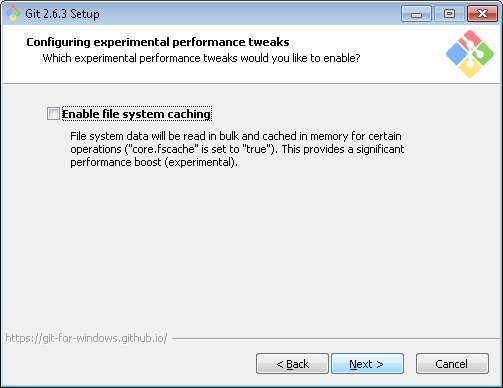 Git 2.6.3 Setup
Configuring experimental performance tweaks
Which experimental performance tweaks would you like to enable?
Enable file system caching
File system data will be read in bulk and cached in memory for certain
operations ("core.fscache" is set to "true"). This provides a significant
performance boost (experimental).
https://git-for-windows.github.io/
< Back
Next >
Cancel